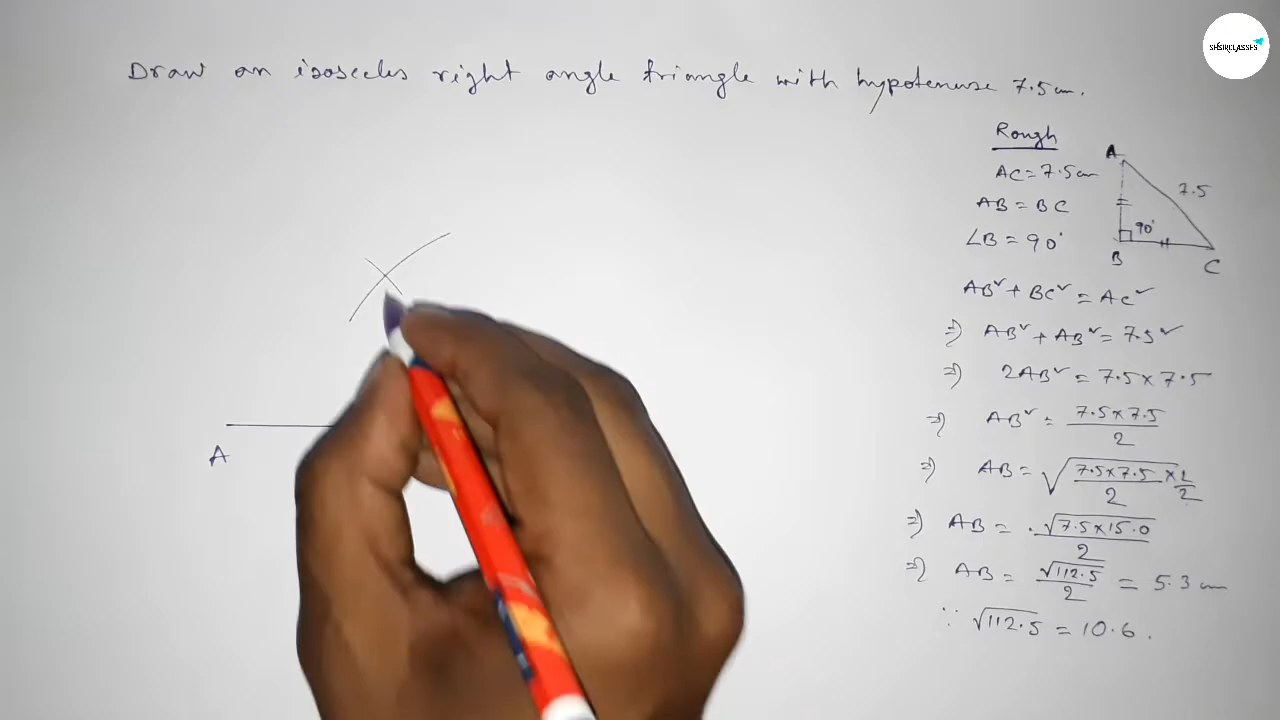 SHSIRCLASSES
Draw an isosceles right angle triangle with hypotenuse 7.5 cm.
Rough
AC = 7.5 cm
AB = BC
∠B = 90°
A
7.5
90°
B
C
AB² + BC² = AC²
⇒) AB² + AB² = 7.5²
⇒) 2AB² = 7.5 × 7.5
⇒) AB² = 7.5 × 7.5 / 2
⇒) AB = √(7.5 × 7.5 / 2 × 2 / 2)
⇒) AB = √(7.5 × 15.0) / 2
⇒) AB = √112.5 / 2 = 5.3 cm
∵ √112.5 = 10.6.
A